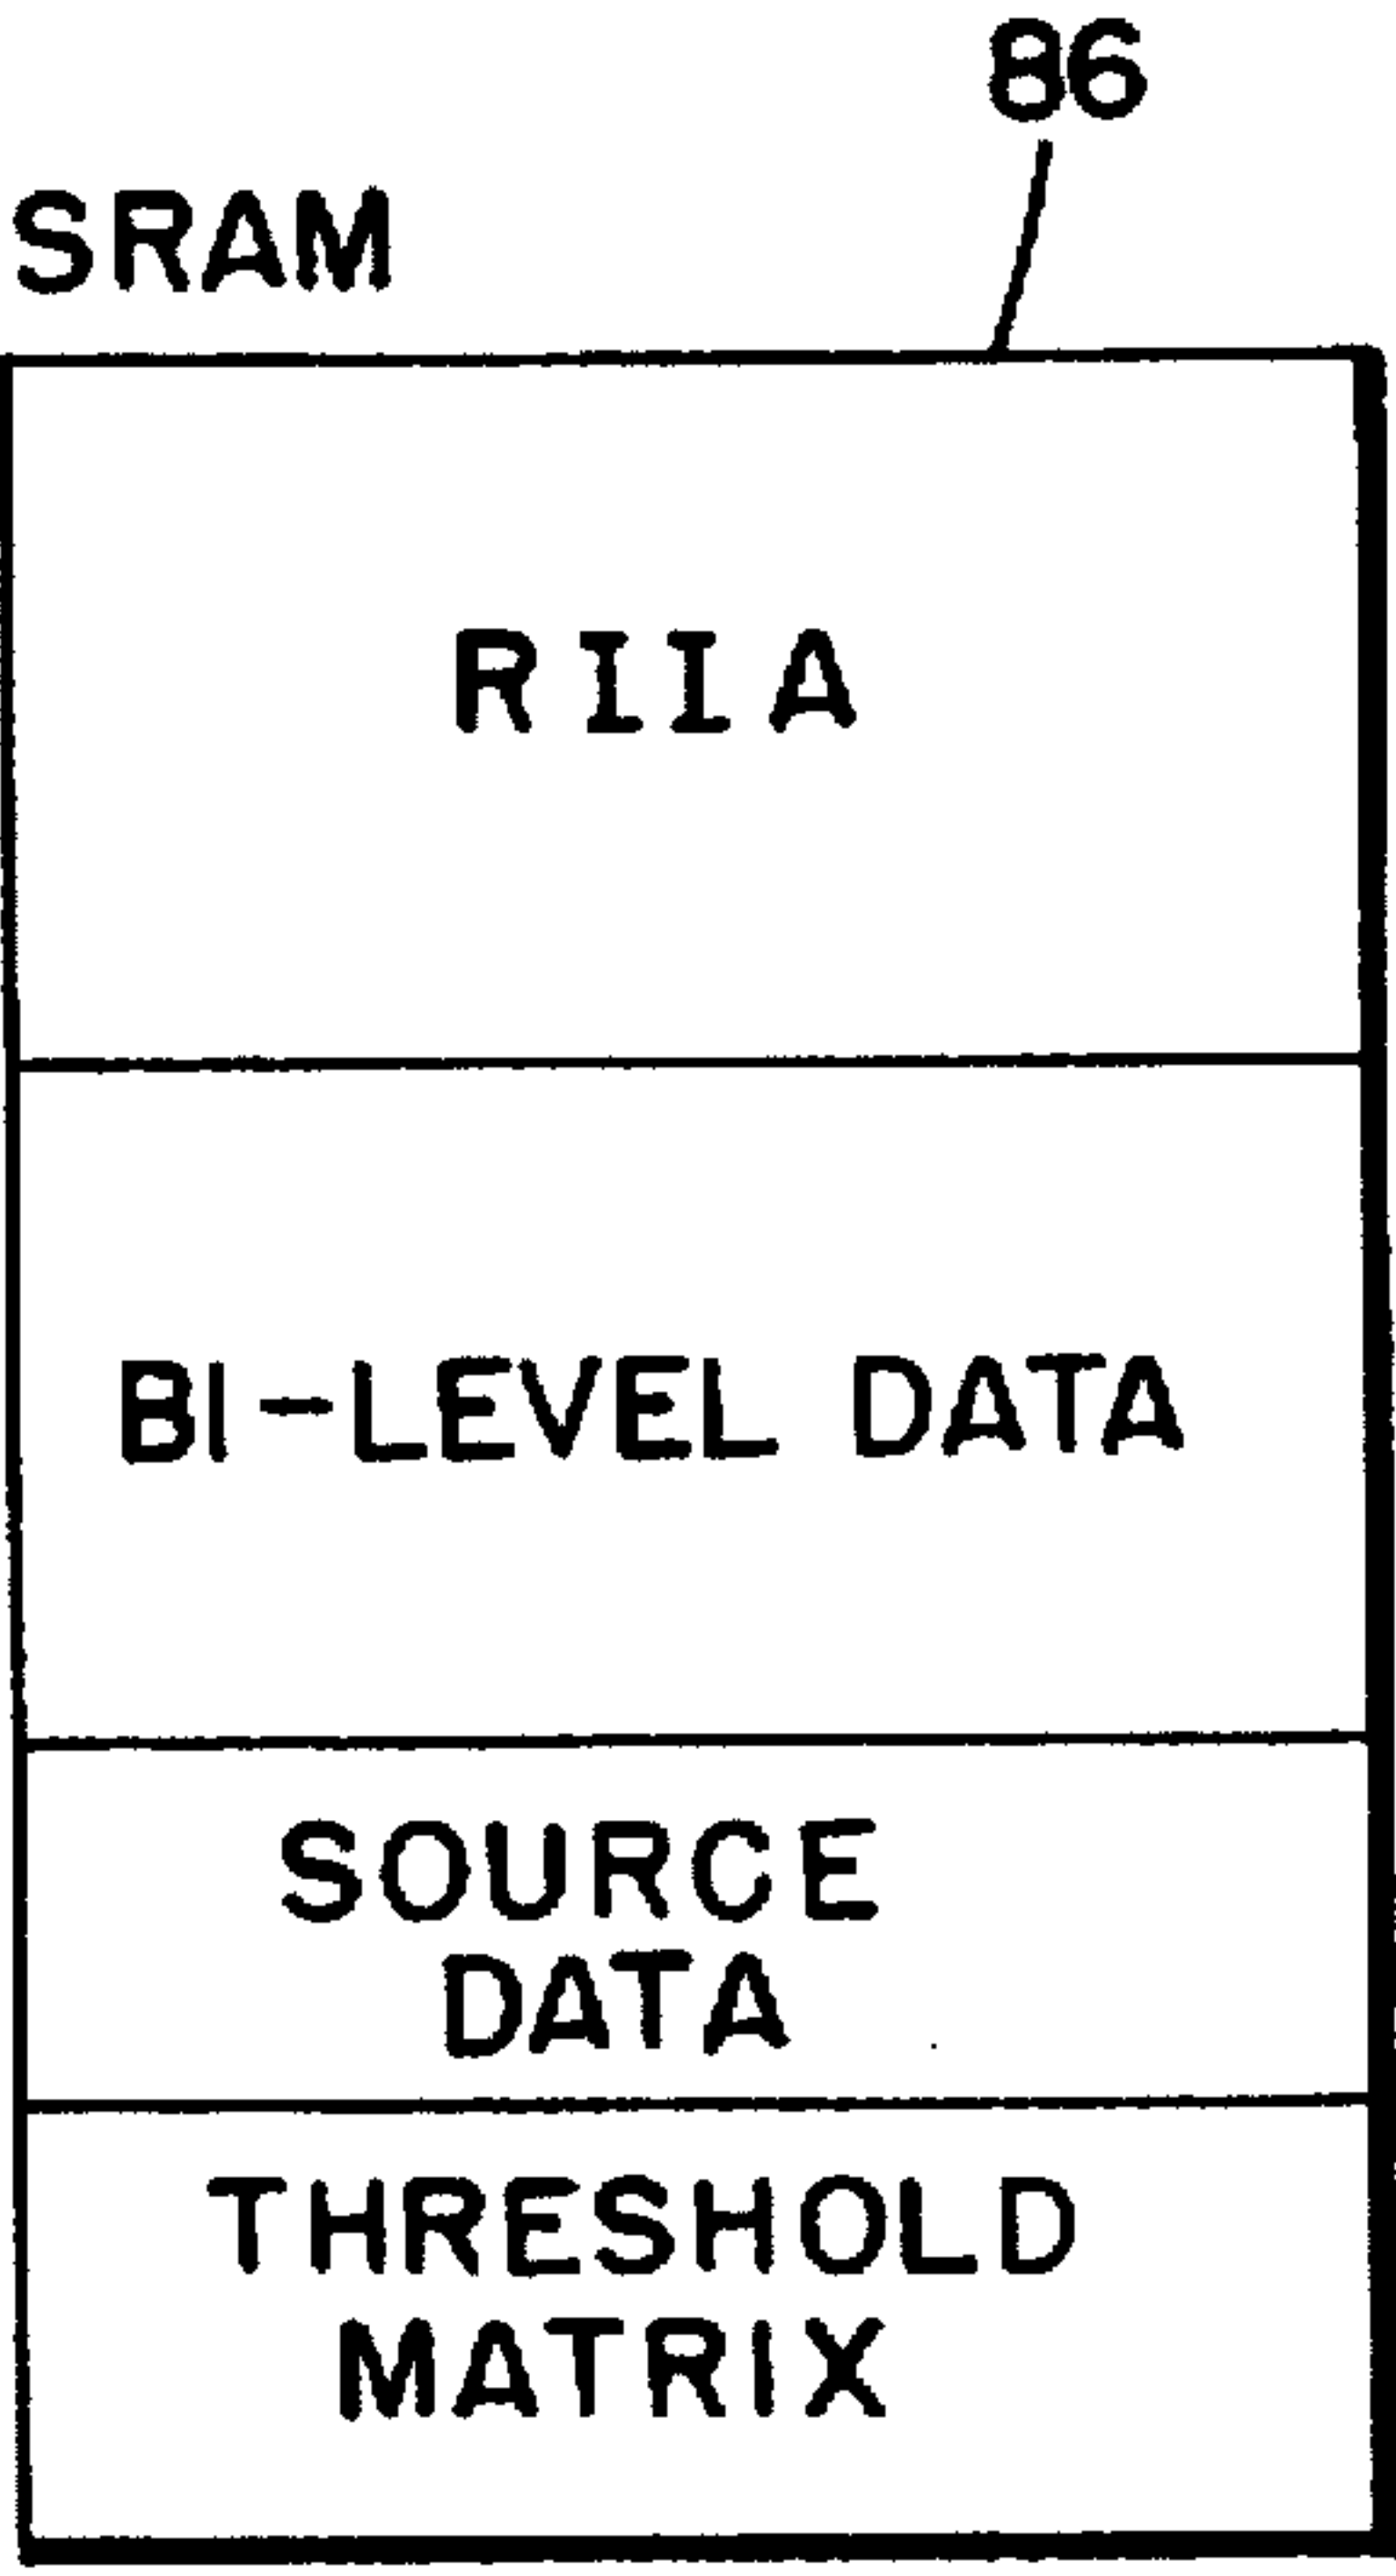 86
SRAM
RIIA
BI-LEVEL DATA
SOURCE
DATA
THRESHOLD
MATRIX